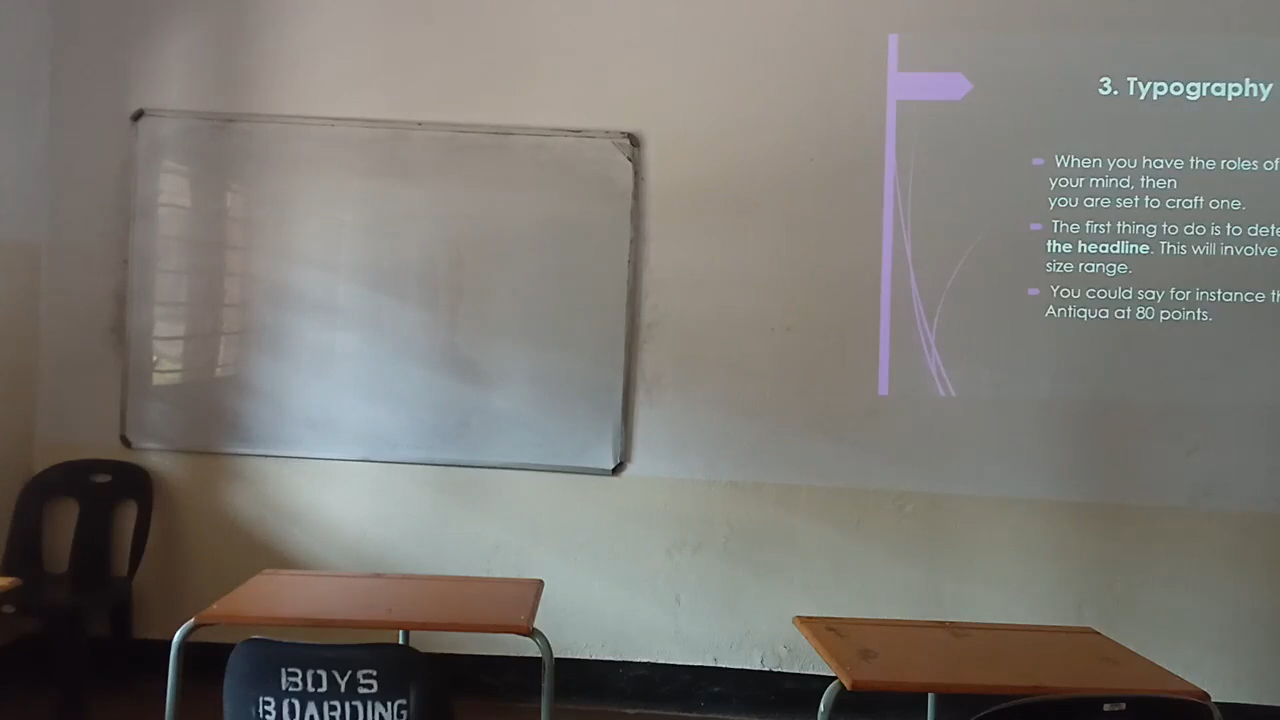 3. Typography
When you have the roles of
your mind, then
you are set to craft one.
The first thing to do is to
the headline. This will involve
size range.
You could say for instance
Antiqua at 80 points.
BOYS
BOARDING